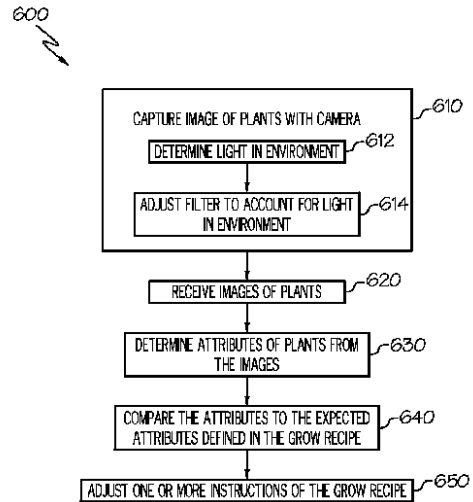 600
610
CAPTURE IMAGE OF PLANTS WITH CAMERA
612
DETERMINE LIGHT IN ENVIRONMENT
614
ADJUST FILTER TO ACCOUNT FOR LIGHT
IN ENVIRONMENT
620
RECEIVE IMAGES OF PLANTS
630
DETERMINE ATTRIBUTES OF PLANTS FROM
THE IMAGES
640
COMPARE THE ATTRIBUTES TO THE EXPECTED
ATTRIBUTES DEFINED IN THE GROW RECIPE
650
ADJUST ONE OR MORE INSTRUCTIONS OF THE GROW RECIPE